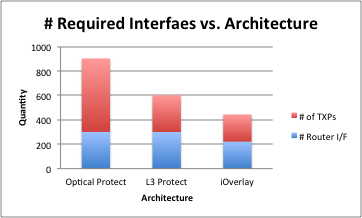 # Required Interfaes vs. Architecture
1000
800
600
400
200
0
Quantity
Optical Protect
L3 Protect
iOverlay
Architecture
# of TXPs
# Router I/F